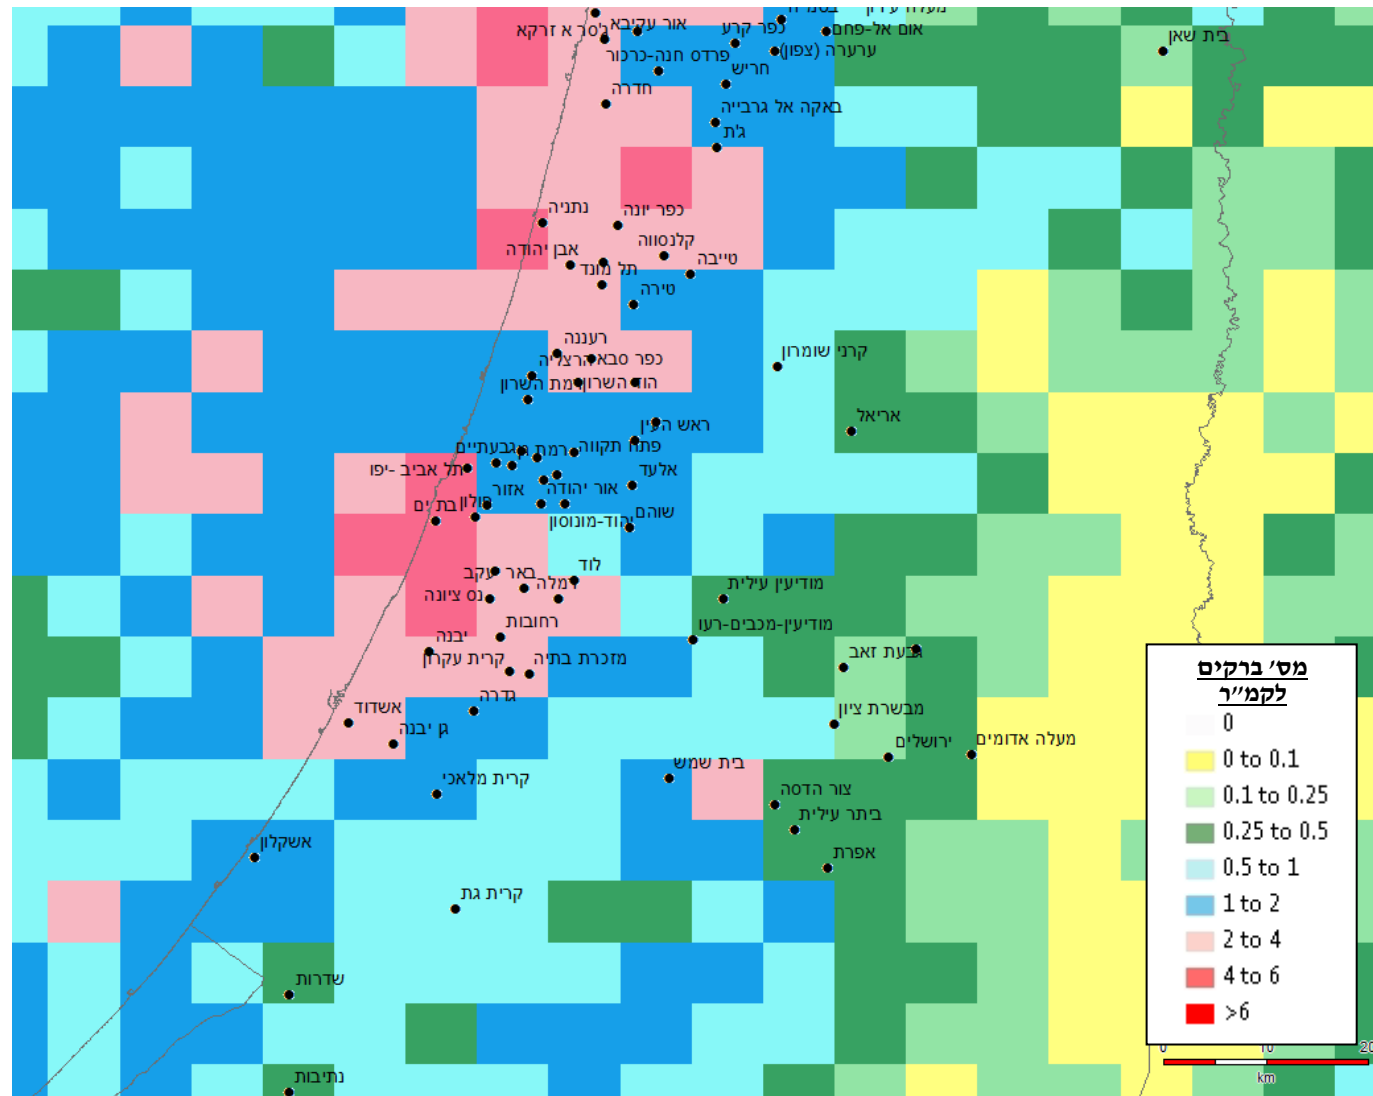 מעלה עירון
אור עקיבא
כפר קרע
אום אל-פחם
ג'סר א זרקא
ערערה (צפון)
בית שאן
פרדס חנה-כרכור
חריש
חדרה
באקה אל גרבייה
ג'ת
נתניה
כפר יונה
קלנסווה
אבן יהודה
טייבה
תל מונד
טירה
רעננה
כפר סבא
הרצליה
קרני שומרון
הוד השרון
רמת השרון
אריאל
ראש העין
פתח תקווה
גבעתיים
תל אביב -יפו
אלעד
אור יהודה
אזור
חולון
בת ים
שוהם
יהוד-מונוסון
לוד
באר יעקב
רמלה
מודיעין עילית
נס ציונה
רחובות
מודיעין-מכבים-רעו
יבנה
קרית עקרון
מזכרת בתיה
גבעת זאב
גדרה
אשדוד
גן יבנה
מבשרת ציון
ירושלים
מעלה אדומים
בית שמש
קרית מלאכי
צור הדסה
ביתר עילית
אשקלון
אפרת
קרית גת
שדרות
נתיבות
מס׳ ברקים
לקמ״ר
0
0 to 0.1
0.1 to 0.25
0.25 to 0.5
0.5 to 1
1 to 2
2 to 4
4 to 6
>6
0 10 20
km